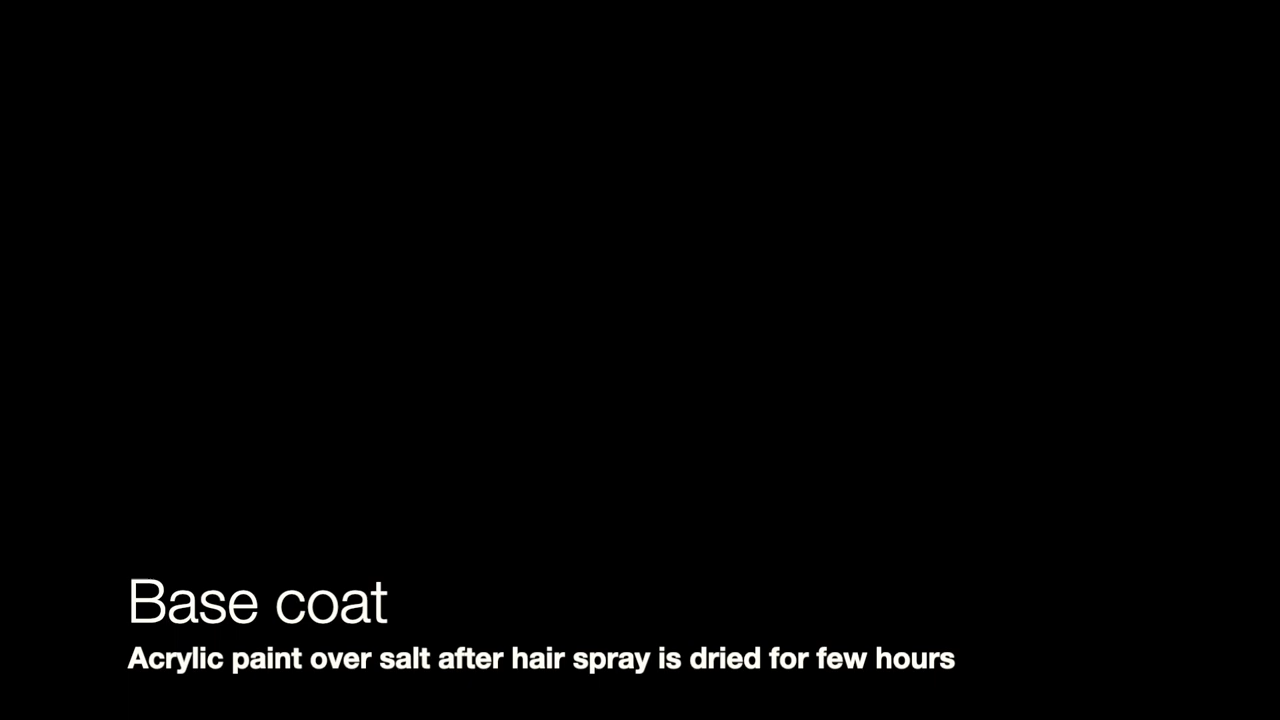 Base coat
Acrylic paint over salt after hair spray is dried for few hours